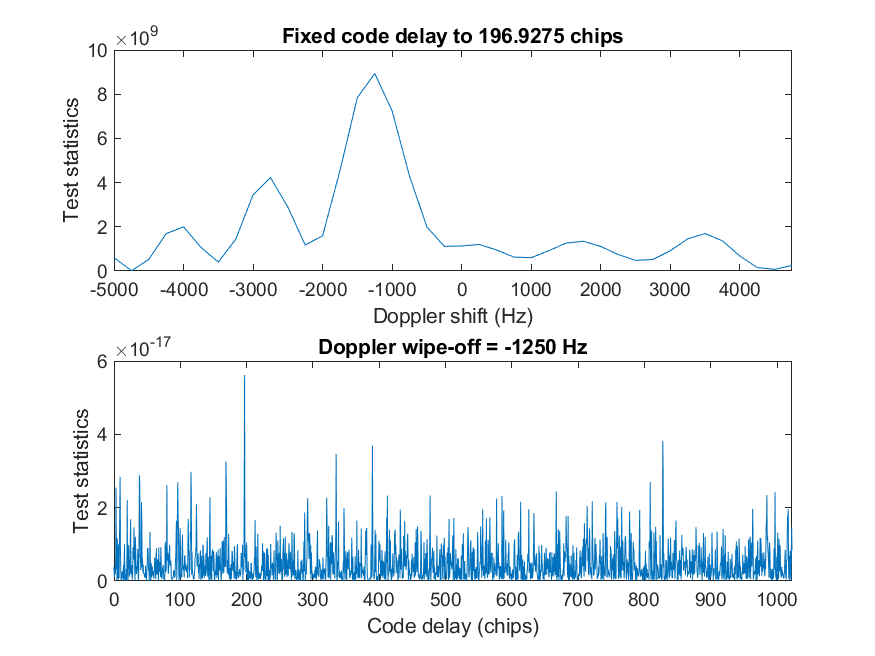 ×10^9
Fixed code delay to 196.9275 chips
10
8
6
4
2
0
Test statistics
-5000 -4000 -3000 -2000 -1000 0 1000 2000 3000 4000
Doppler shift (Hz)
×10^-17
Doppler wipe-off = -1250 Hz
6
4
2
0
Test statistics
0 100 200 300 400 500 600 700 800 900 1000
Code delay (chips)